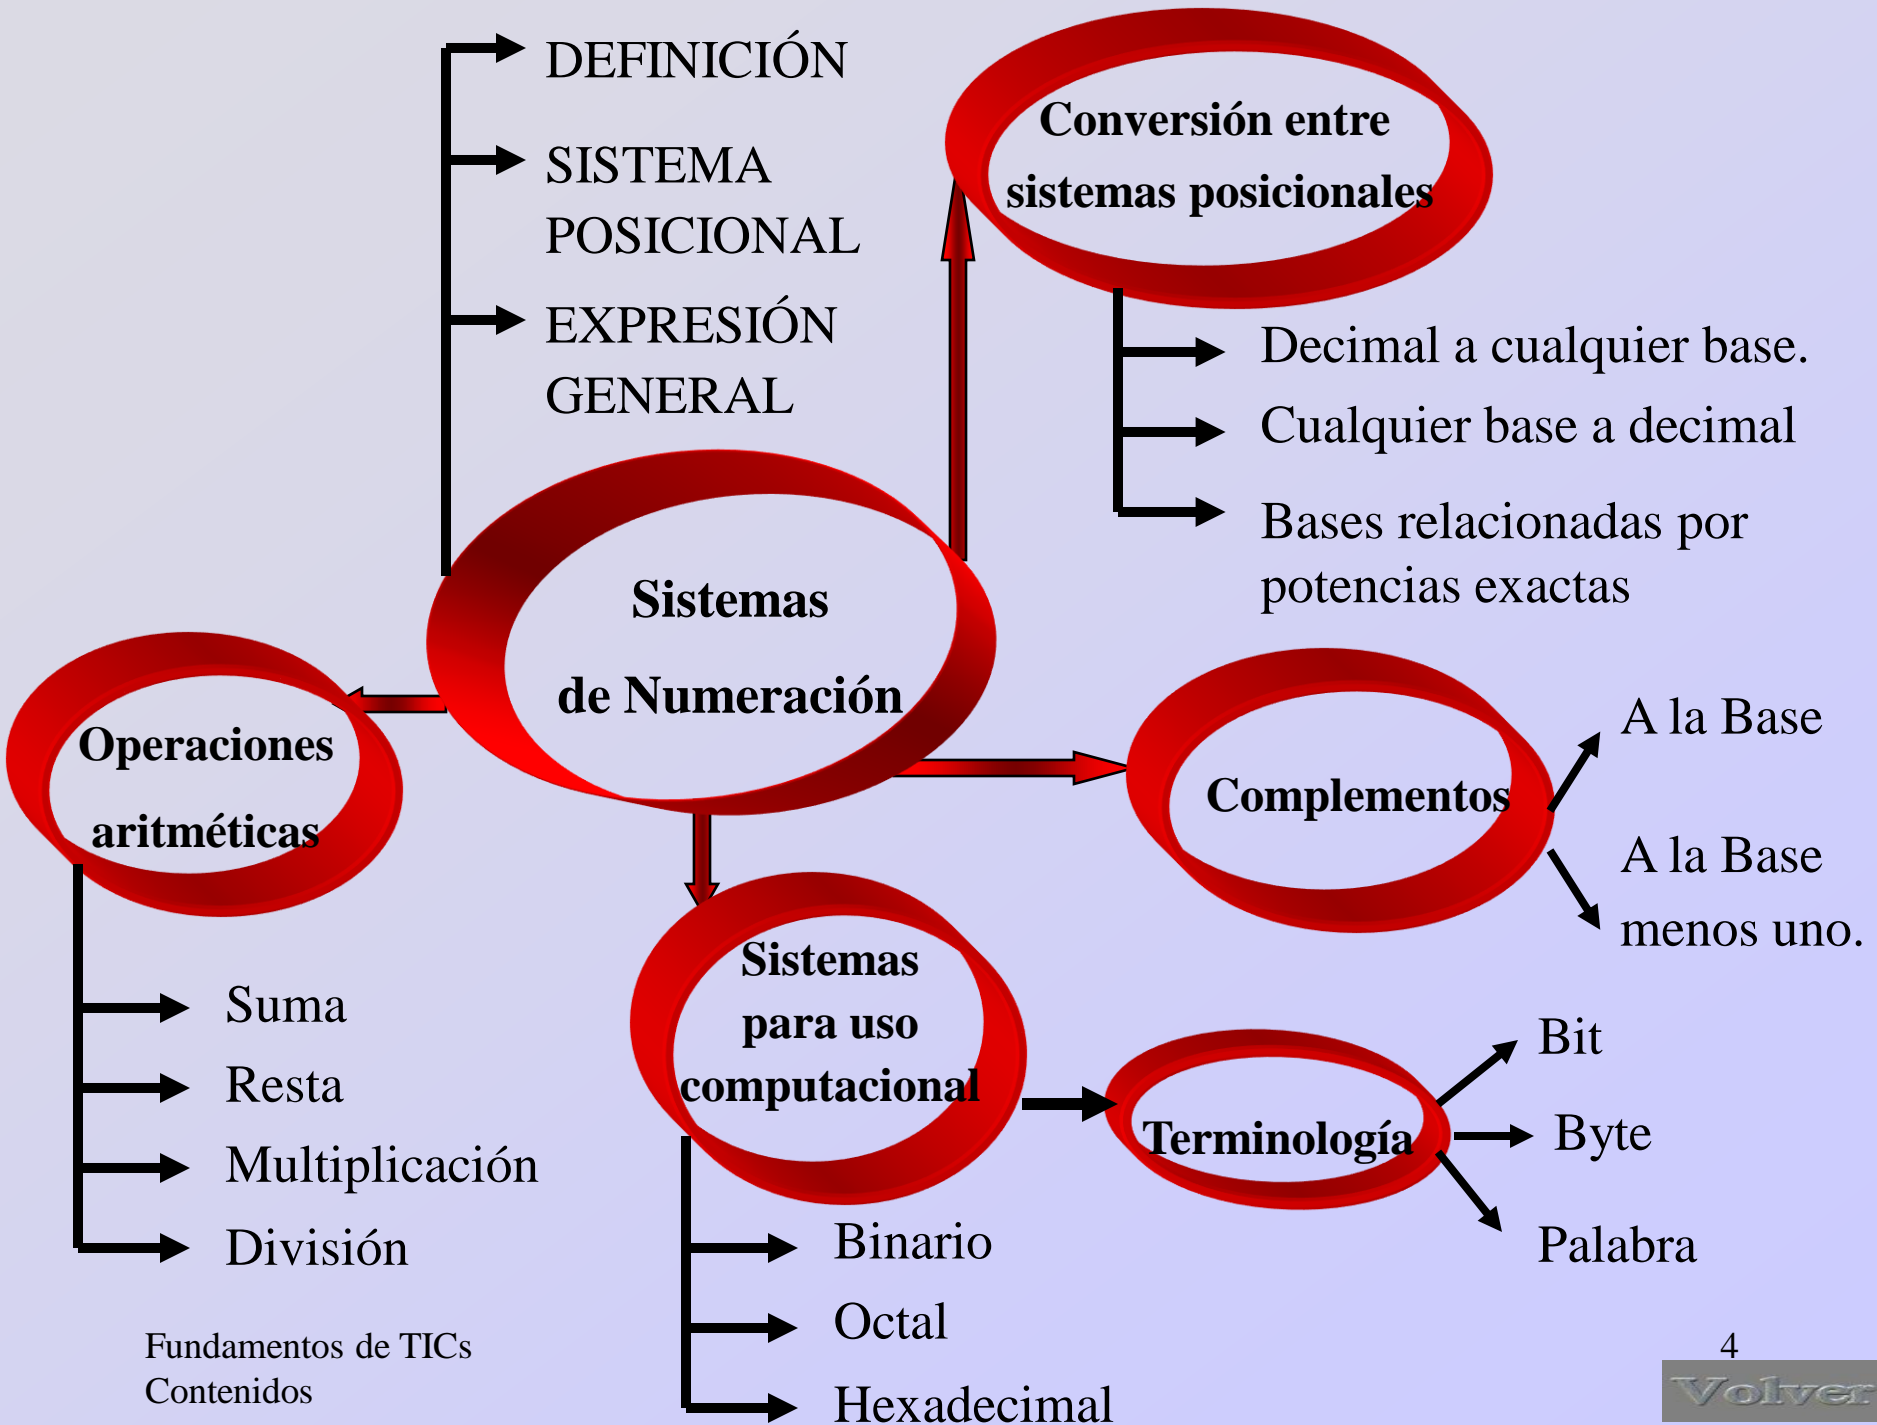 DEFINICIÓN
SISTEMA
POSICIONAL
EXPRESIÓN
GENERAL
Conversión entre
sistemas posicionales
Decimal a cualquier base.
Cualquier base a decimal
Bases relacionadas por
potencias exactas
Sistemas
de Numeración
Operaciones
aritméticas
Suma
Resta
Multiplicación
División
Complementos
A la Base
A la Base
menos uno.
Sistemas
para uso
computacional
Binario
Octal
Hexadecimal
Terminología
Bit
Byte
Palabra
Fundamentos de TICs
Contenidos
4
Volver